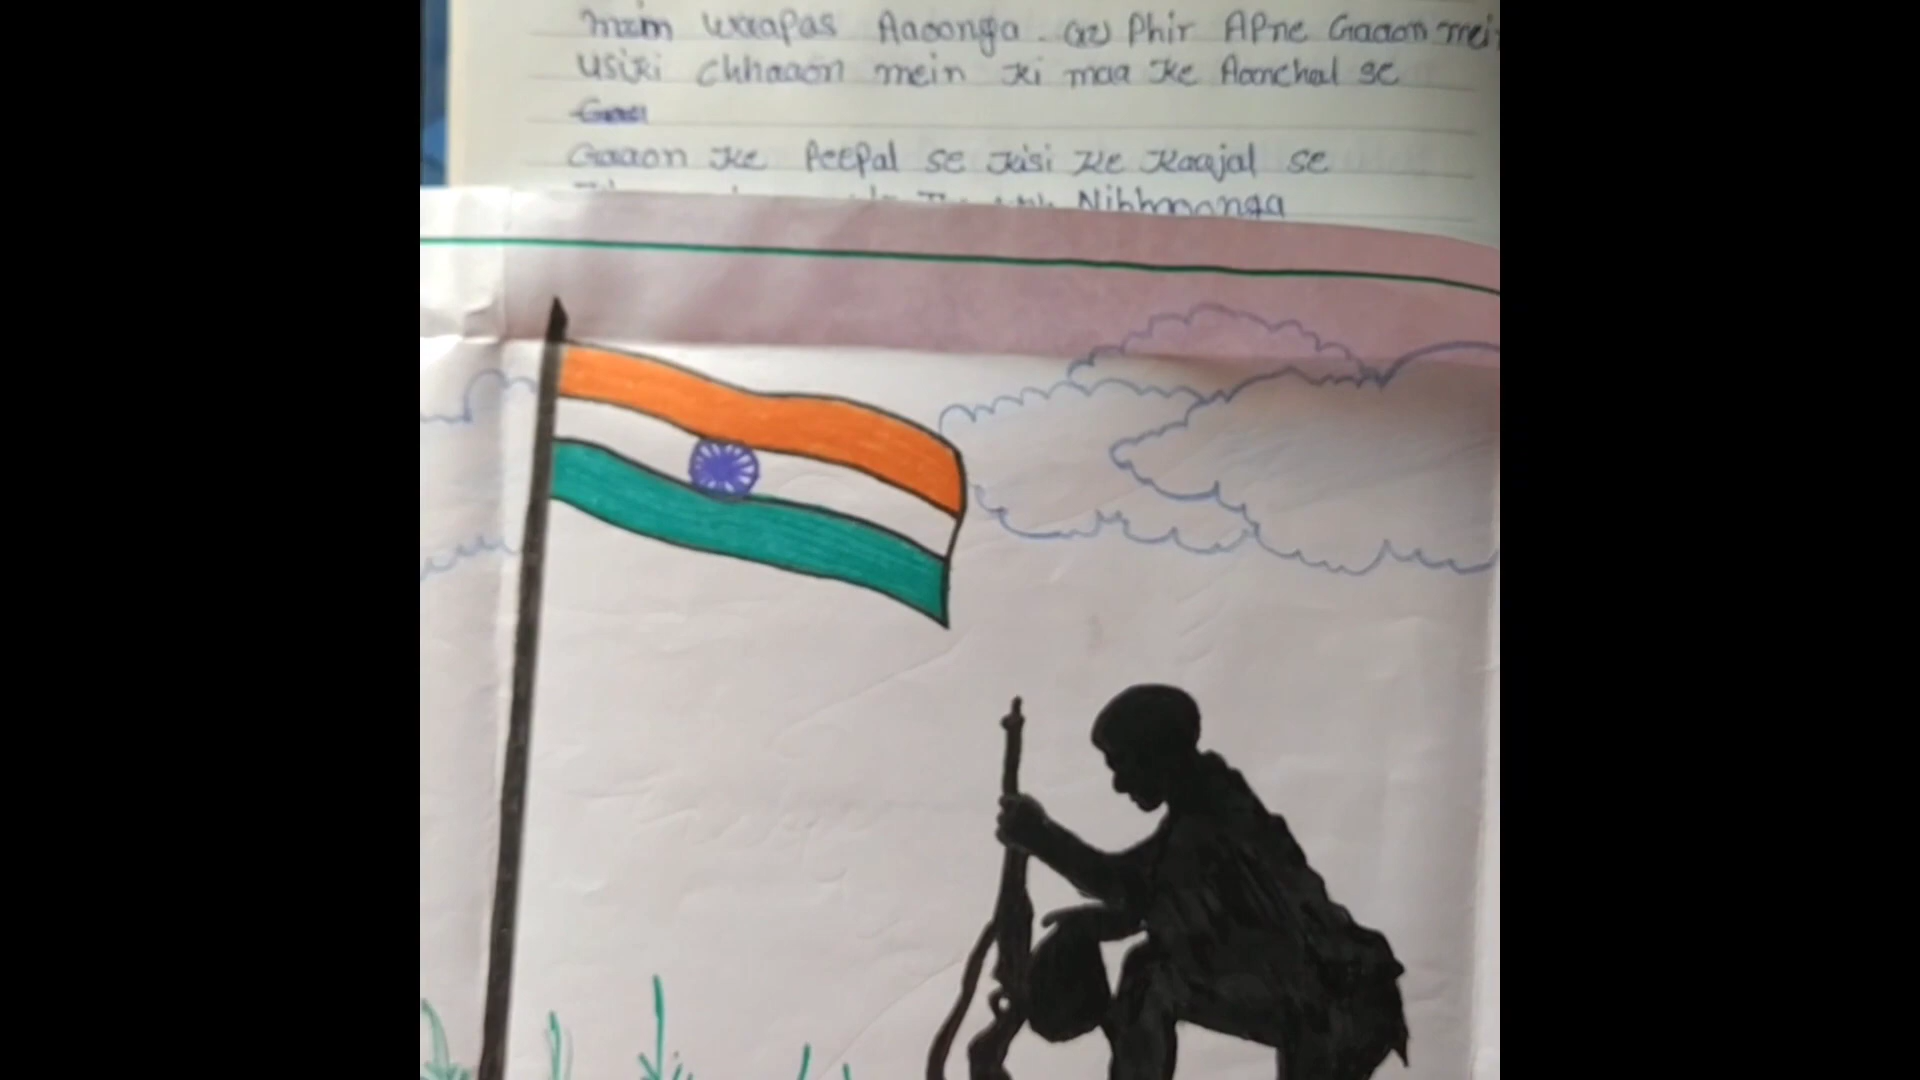 mein waapas Aaoonga. (x2) Phir APne Gaaon mei
usiki chhaaon mein ki maa ke Aanchal se
Gaaon ke PeePal se kisi ke Kaajal se
Nibhaaonga